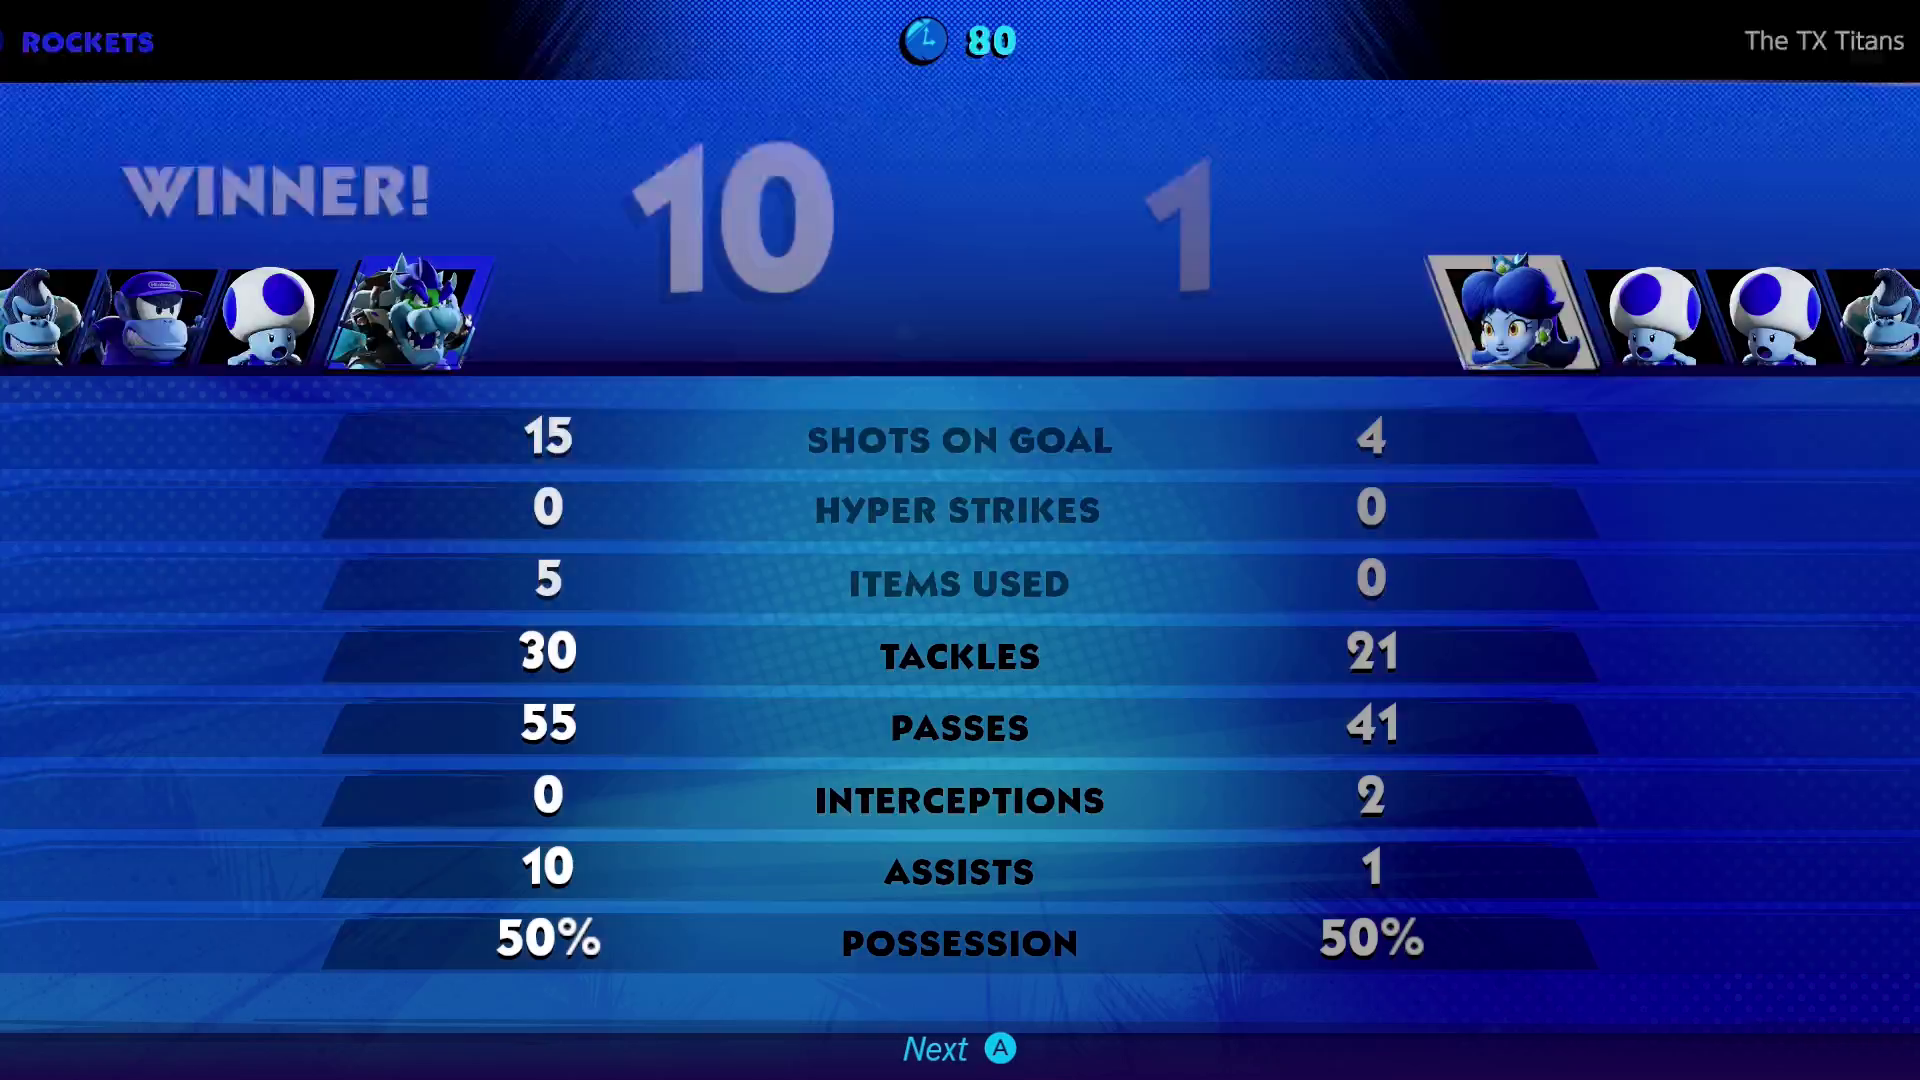 ROCKETS 80 The TX Titans
WINNER! 10 1
Nintendo
15 SHOTS ON GOAL 4
0 HYPER STRIKES 0
5 ITEMS USED 0
30 TACKLES 21
55 PASSES 41
0 INTERCEPTIONS 2
10 ASSISTS 1
50% POSSESSION 50%
Next A